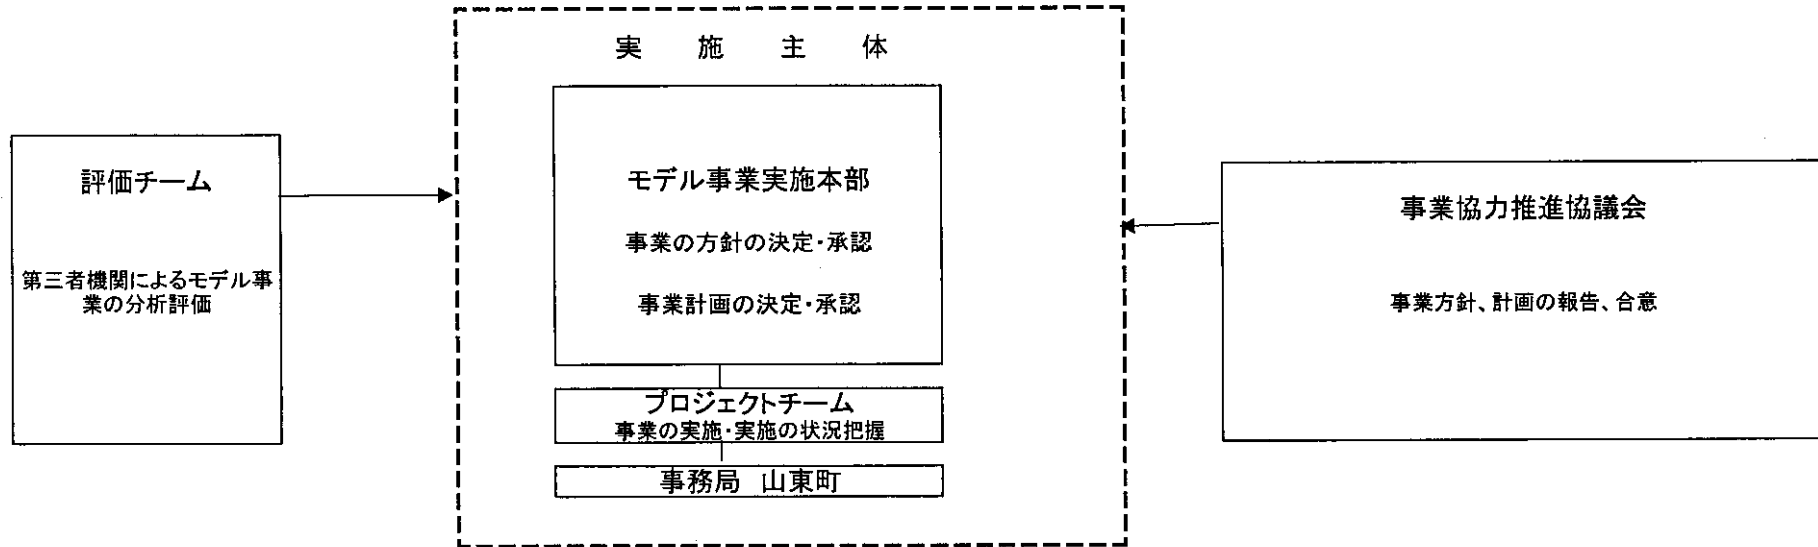 実施主体
評価チーム
第三者機関によるモデル事
業の分析評価
モデル事業実施本部
事業の方針の決定・承認
事業計画の決定・承認
プロジェクトチーム
事業の実施・実施の状況把握
事務局 山東町
事業協力推進協議会
事業方針、計画の報告、合意